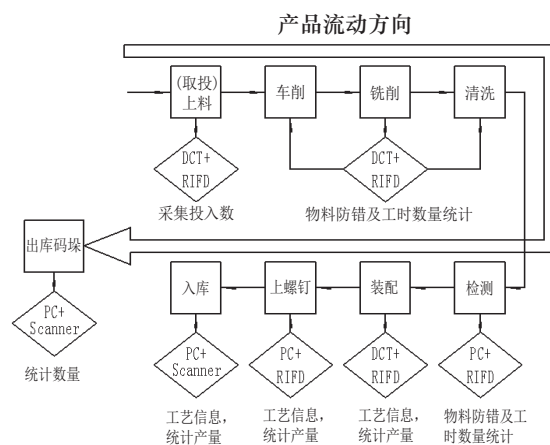 产品流动方向
(取投)
上料
车削
铣削
清洗
DCT+
RIFD
DCT+
RIFD
采集投入数
物料防错及工时数量统计
出库码垛
入库
上螺钉
装配
检测
PC+
Scanner
PC+
Scanner
PC+
RIFD
DCT+
RIFD
PC+
RIFD
统计数量
工艺信息,
统计产量
工艺信息,
统计产量
工艺信息,
统计产量
物料防错及工
时数量统计